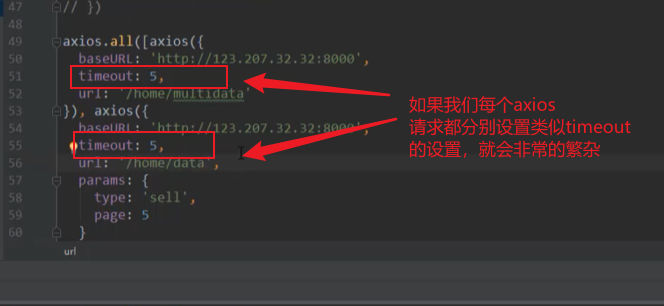 47 // })
48
49 axios.all([axios({
50 baseURL: 'http://123.207.32.32:8000',
51 timeout: 5,
52 url: '/home/multidata'
53 }), axios({
54 baseURL: 'http://123.207.32.32:8000',
55 timeout: 5,
56 url: '/home/data',
57 params: {
58 type: 'sell',
59 page: 5
60 }
url
如果我们每个axios
请求都分别设置类似timeout
的设置，就会非常的繁杂